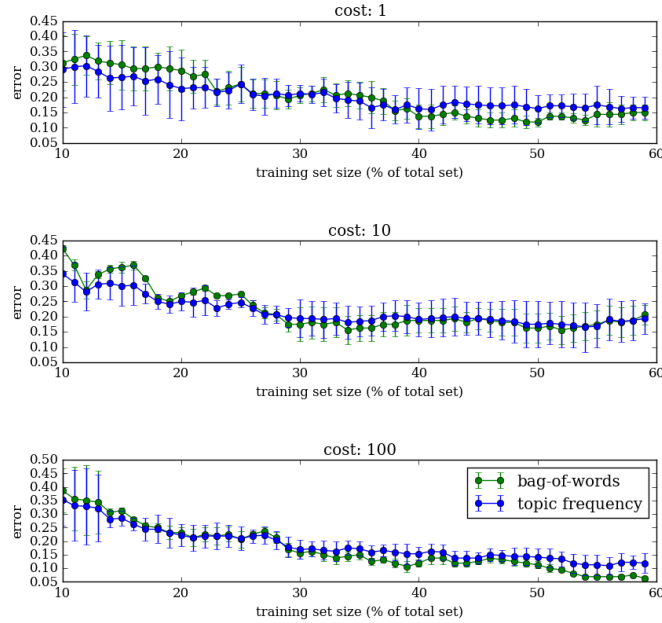 cost: 1
0.45
0.40
0.35
0.30
0.25
0.20
0.15
0.10
0.05
error
10 20 30 40 50 60
training set size (% of total set)
cost: 10
0.45
0.40
0.35
0.30
0.25
0.20
0.15
0.10
0.05
error
10 20 30 40 50 60
training set size (% of total set)
cost: 100
0.50
0.45
0.40
0.35
0.30
0.25
0.20
0.15
0.10
0.05
error
bag-of-words
topic frequency
10 20 30 40 50 60
training set size (% of total set)